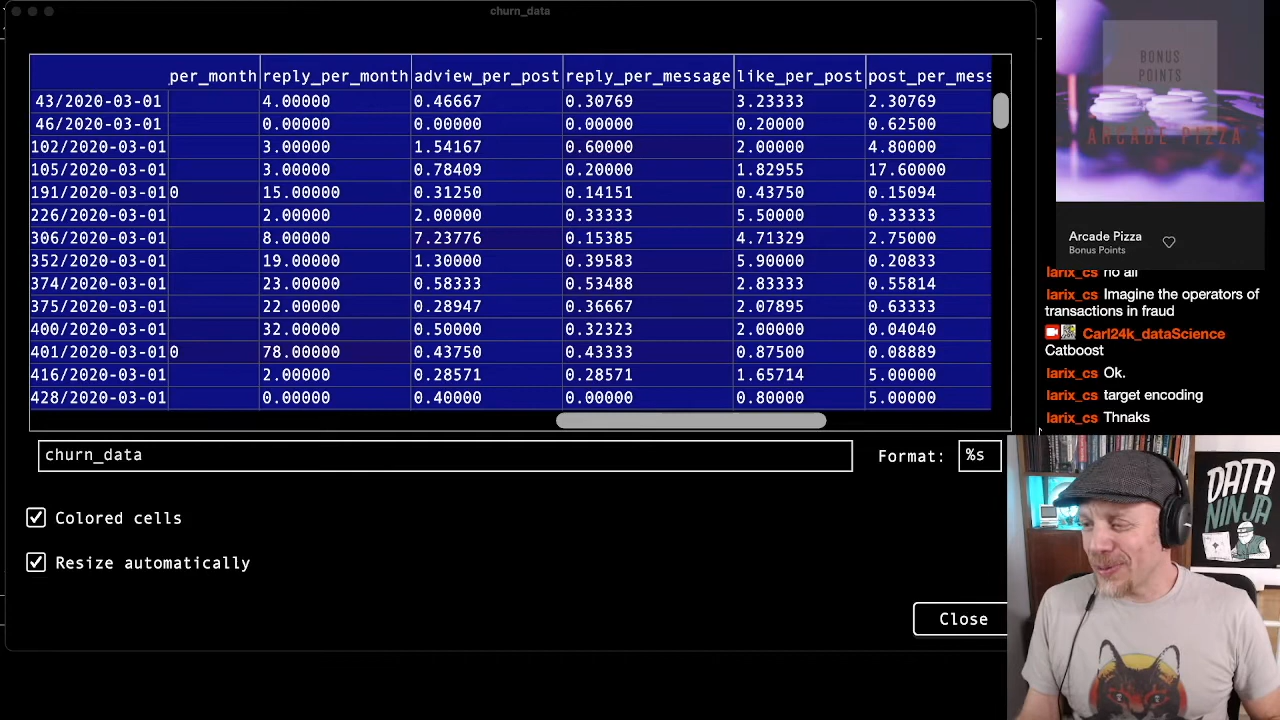 churn_data
per_month reply_per_month adview_per_post reply_per_message like_per_post post_per_mess
43/2020-03-01 4.00000 0.46667 0.30769 3.23333 2.30769
46/2020-03-01 0.00000 0.00000 0.00000 0.20000 0.62500
102/2020-03-01 3.00000 1.54167 0.60000 2.00000 4.80000
105/2020-03-01 3.00000 0.78409 0.20000 1.82955 17.60000
191/2020-03-01 0 15.00000 0.31250 0.14151 0.43750 0.15094
226/2020-03-01 2.00000 2.00000 0.33333 5.50000 0.33333
306/2020-03-01 8.00000 7.23776 0.15385 4.71329 2.75000
352/2020-03-01 19.00000 1.30000 0.39583 5.90000 0.20833
374/2020-03-01 23.00000 0.58333 0.53488 2.83333 0.55814
375/2020-03-01 22.00000 0.28947 0.36667 2.07895 0.63333
400/2020-03-01 32.00000 0.50000 0.32323 2.00000 0.04040
401/2020-03-01 0 78.00000 0.43750 0.43333 0.87500 0.08889
416/2020-03-01 2.00000 0.28571 0.28571 1.65714 5.00000
428/2020-03-01 0.00000 0.40000 0.00000 0.80000 5.00000
churn_data
Format: %s
Colored cells
Resize automatically
Close
BONUS
POINTS
ARCADE PIZZA
Arcade Pizza
Bonus Points
larix_cs no all
larix_cs Imagine the operators of
transactions in fraud
Carl24k_dataScience
Catboost
larix_cs Ok.
larix_cs target encoding
larix_cs Thnaks
DATA
NINJA